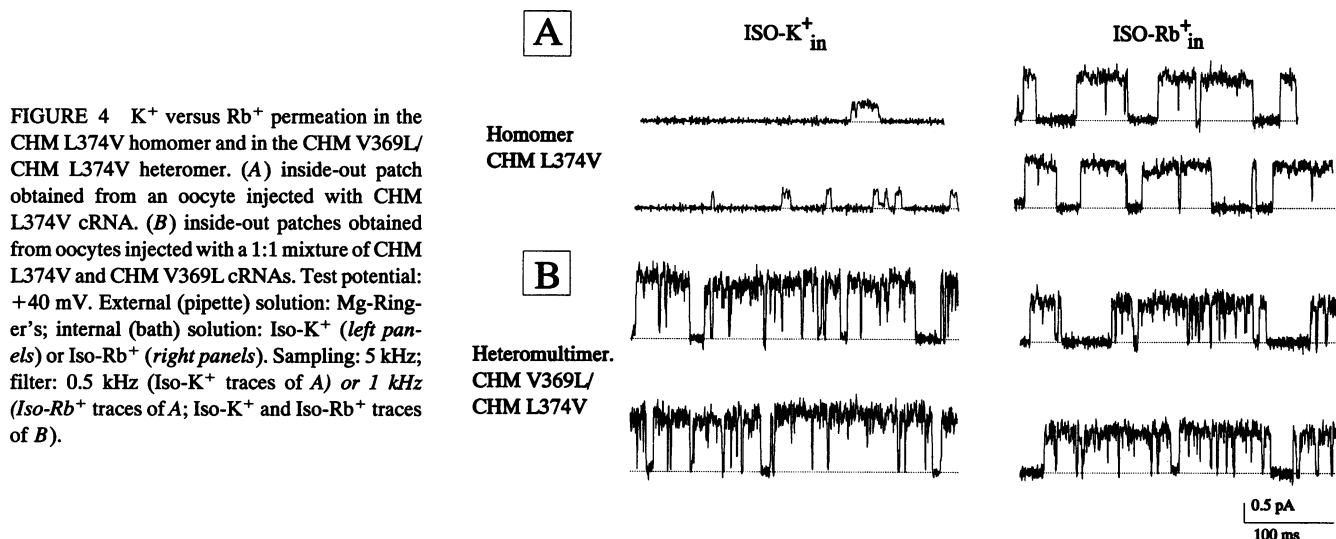 FIGURE 4 K+ versus Rb+ permeation in the
CHM L374V homomer and in the CHM V369L/
CHM L374V heteromer. (A) inside-out patch
obtained from an oocyte injected with CHM
L374V cRNA. (B) inside-out patches obtained
from oocytes injected with a 1:1 mixture of CHM
L374V and CHM V369L cRNAs. Test potential:
+40 mV. External (pipette) solution: Mg-Ring-
er's; internal (bath) solution: Iso-K+ (left pan-
els) or Iso-Rb+ (right panels). Sampling: 5 kHz;
filter: 0.5 kHz (Iso-K+ traces of A) or 1 kHz
(Iso-Rb+ traces of A; Iso-K+ and Iso-Rb+ traces
of B).
A
ISO-K+in
ISO-Rb+in
Homomer
CHM L374V
B
Heteromultimer.
CHM V369L/
CHM L374V
0.5 pA
100 ms